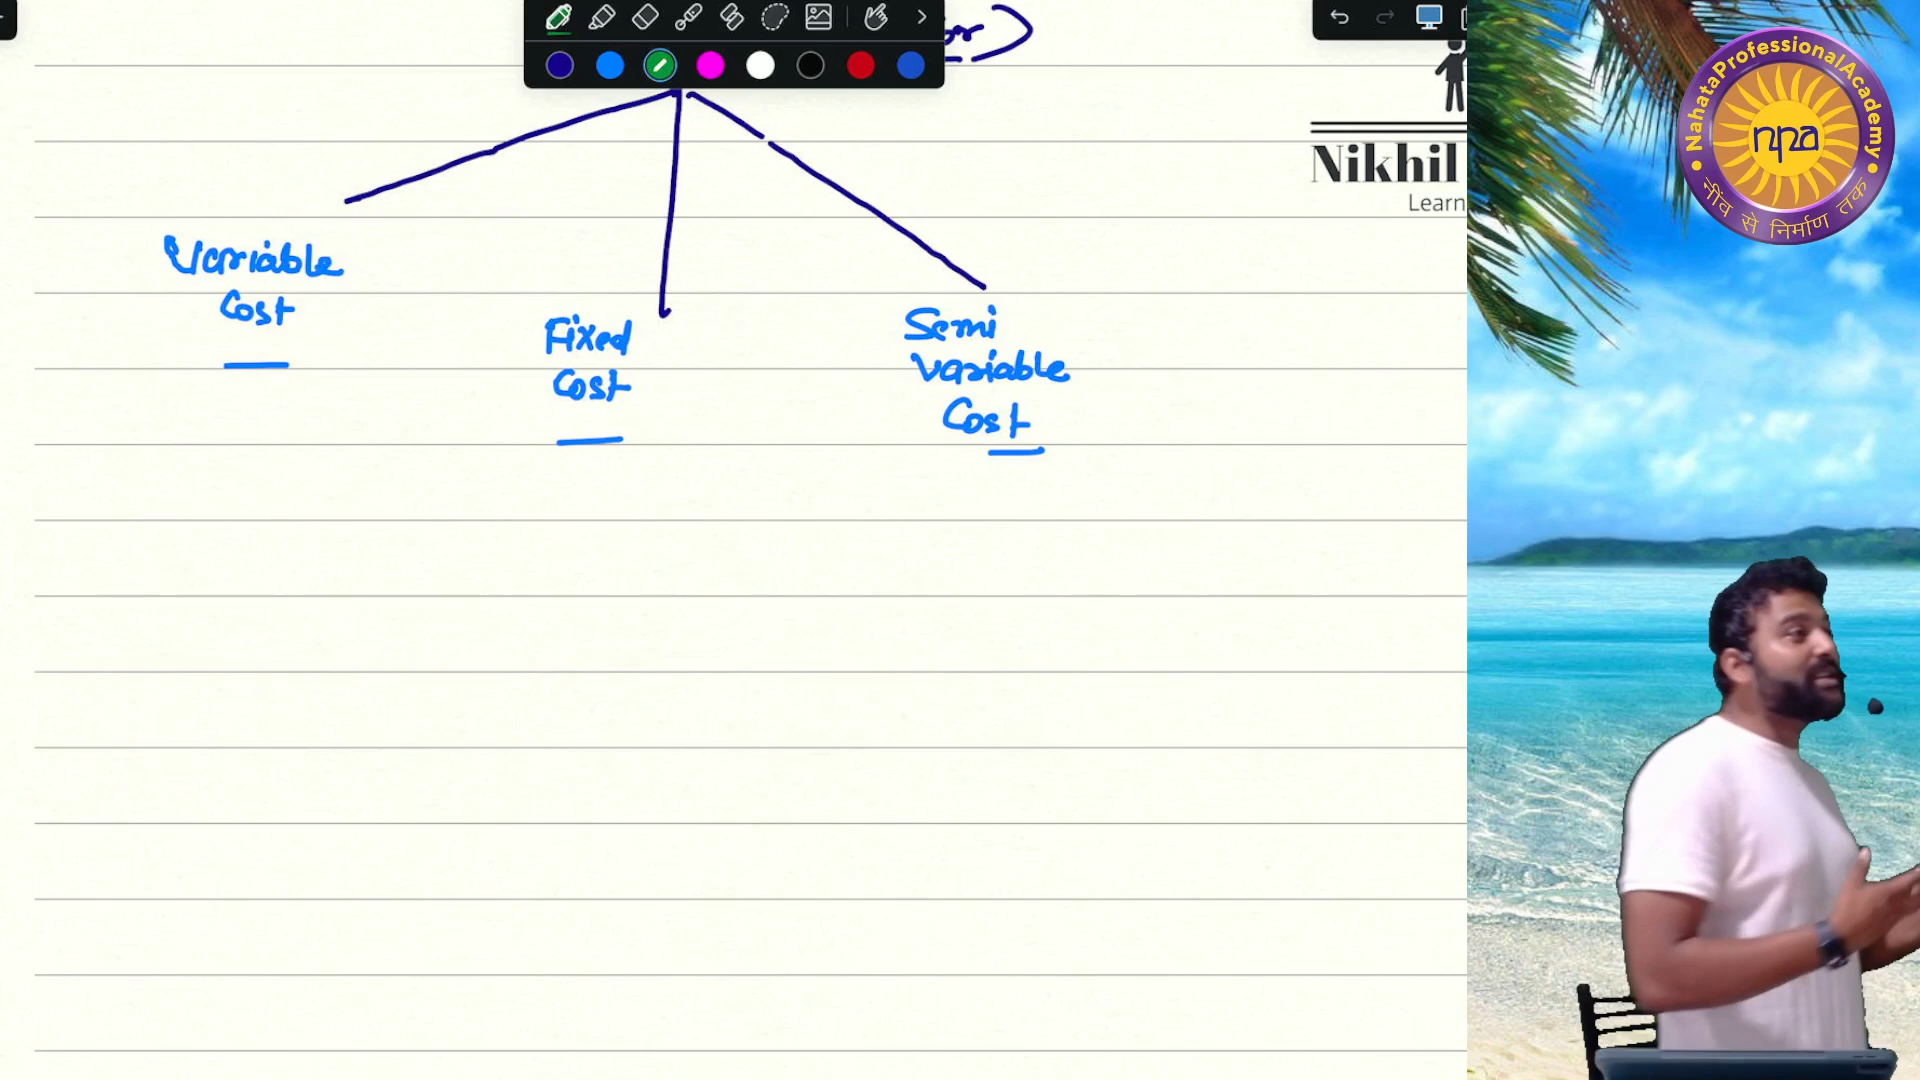 Nikhil
Learn
Variable
Cost
Fixed
Cost
Semi
Variable
Cost
NahataProfessionalAcademy
npa
नींव से निर्माण तक